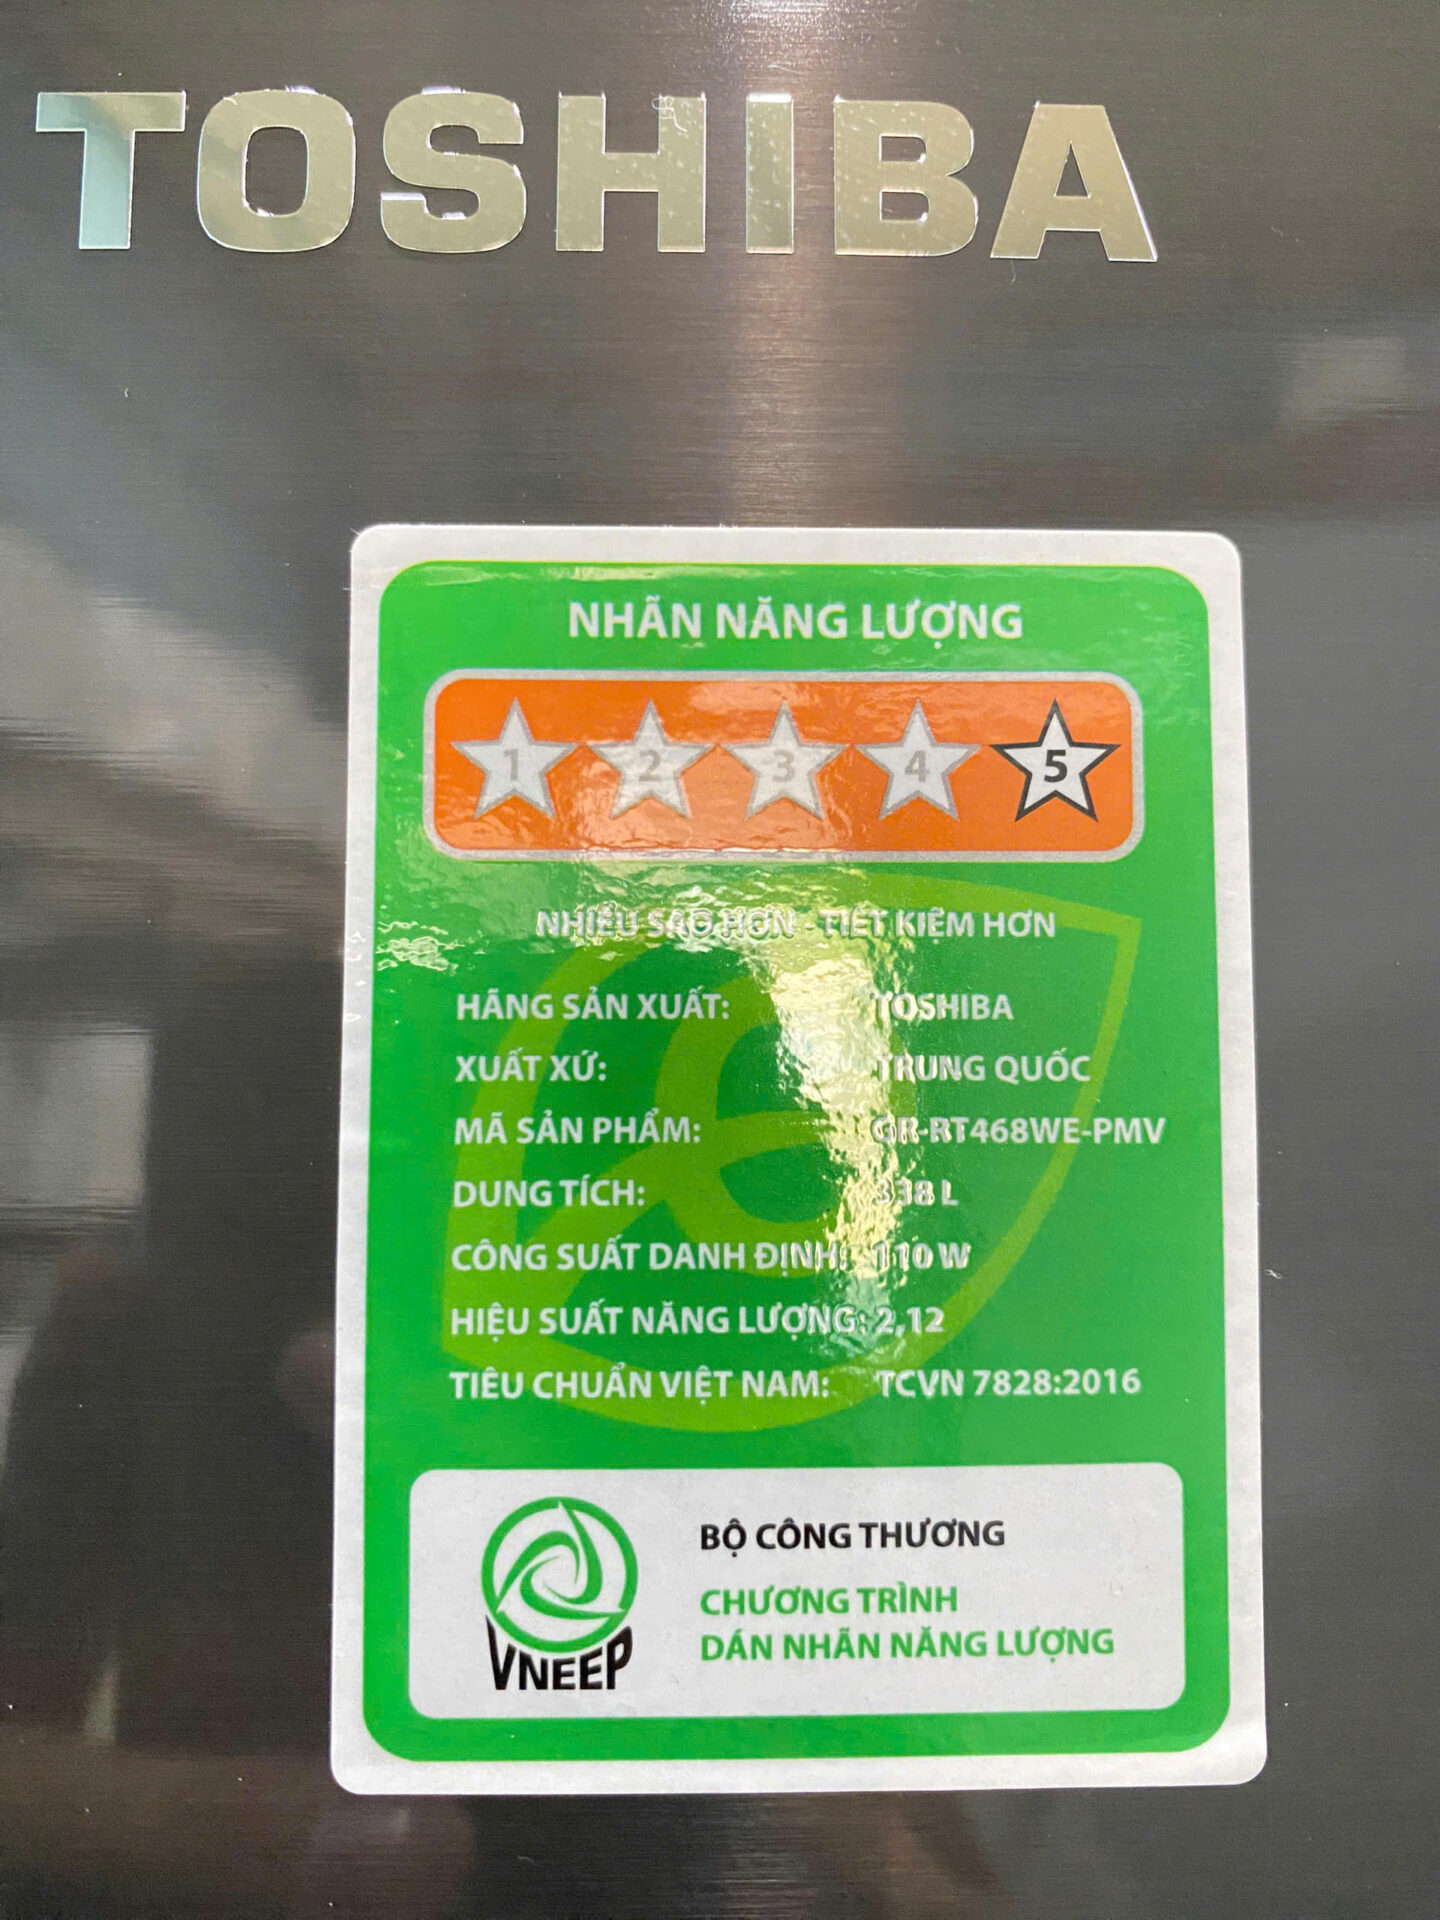 TOSHIBA
NHÃN NĂNG LƯỢNG
1 2 3 4 5
NHIỀU SAO HƠN - TIẾT KIỆM HƠN
HÃNG SẢN XUẤT: TOSHIBA
XUẤT XỨ: TRUNG QUỐC
MÃ SẢN PHẨM: GR-RT468WE-PMV
DUNG TÍCH: 338 L
CÔNG SUẤT DANH ĐỊNH: 110 W
HIỆU SUẤT NĂNG LƯỢNG: 2,12
TIÊU CHUẨN VIỆT NAM: TCVN 7828:2016
VNEEP
BỘ CÔNG THƯƠNG
CHƯƠNG TRÌNH
DÁN NHÃN NĂNG LƯỢNG